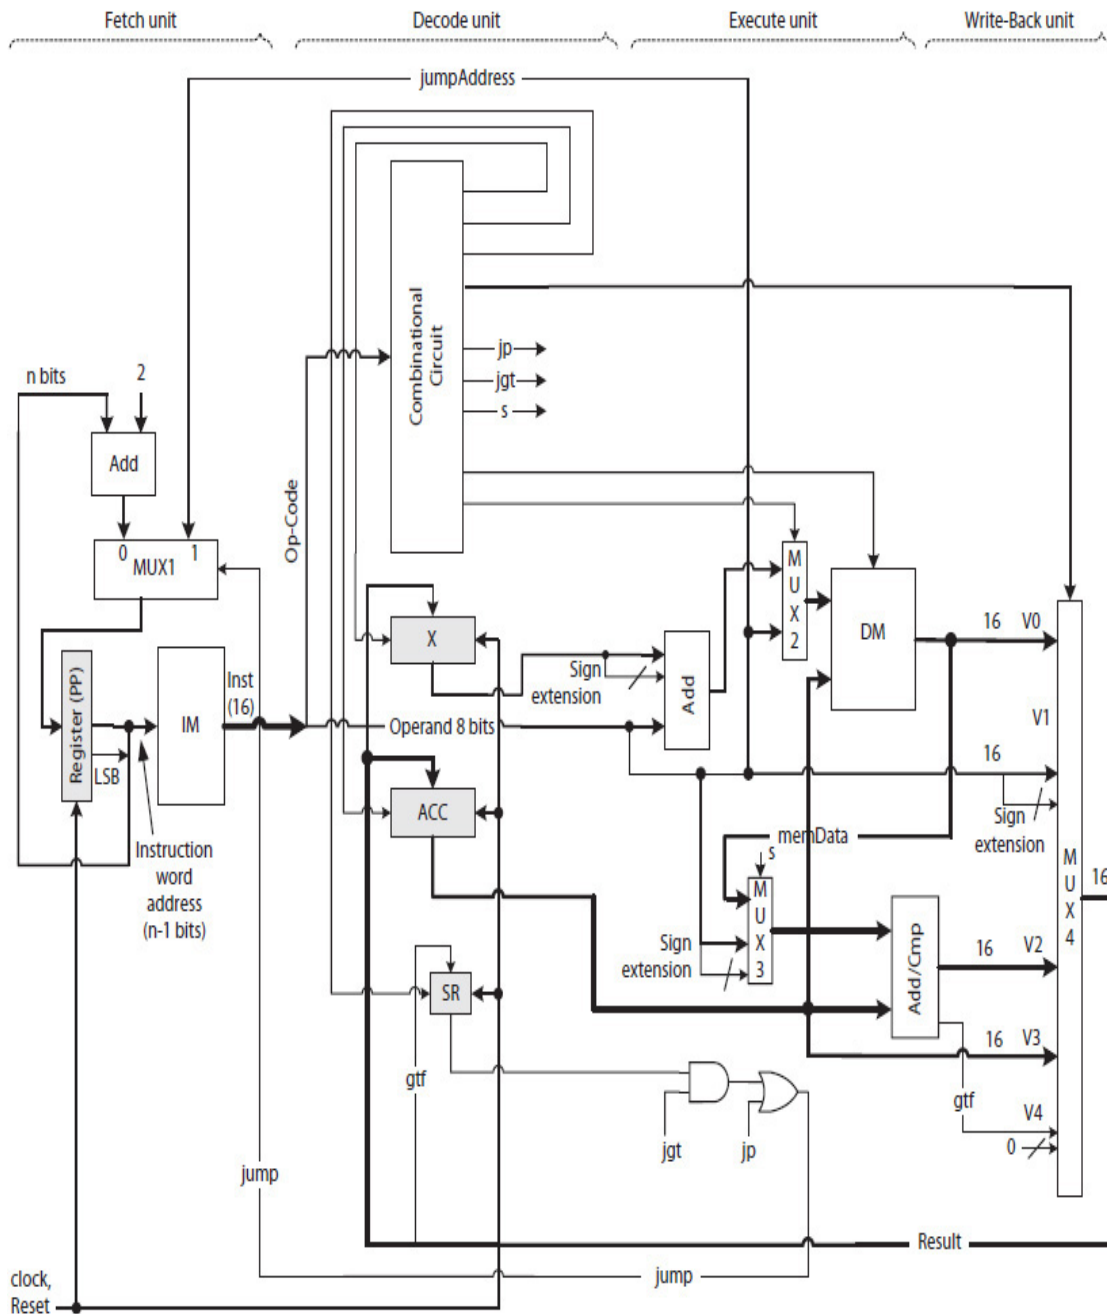 Fetch unit
Decode unit
Execute unit
Write-Back unit
jumpAddress
Combinational
Circuit
jp
jgt
s
n bits
2
Add
Op-Code
0
1
MUX1
M
U
X
2
DM
16
V0
X
Sign
extension
Add
Inst
(16)
Register (PP)
IM
Operand 8 bits
V1
LSB
16
ACC
Sign
extension
memData
s
Instruction
word
address
(n-1 bits)
M
U
X
3
M
U
X
4
16
Sign
extension
Add/Cmp
16
V2
SR
16
V3
gtf
gtf
V4
0
jgt
jp
jump
Result
jump
clock,
Reset